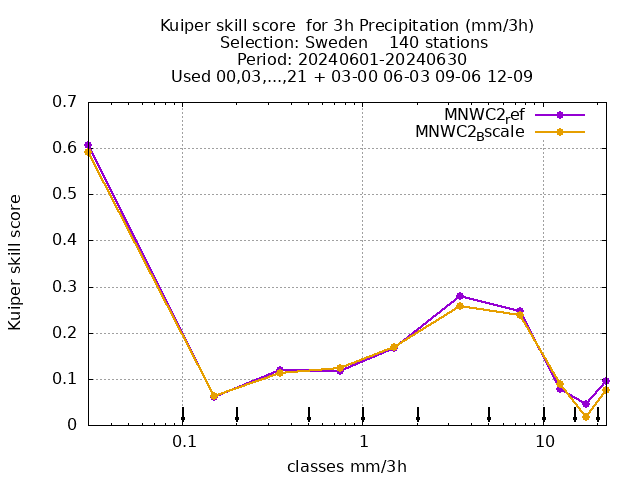 Kuiper skill score  for 3h Precipitation (mm/3h)
Selection: Sweden    140 stations
Period: 20240601-20240630
Used 00,03,...,21 + 03-00 06-03 09-06 12-09
MNWC2ref
MNWC2Bscale
Kuiper skill score
0.7
0.6
0.5
0.4
0.3
0.2
0.1
0
0.1
1
10
classes mm/3h